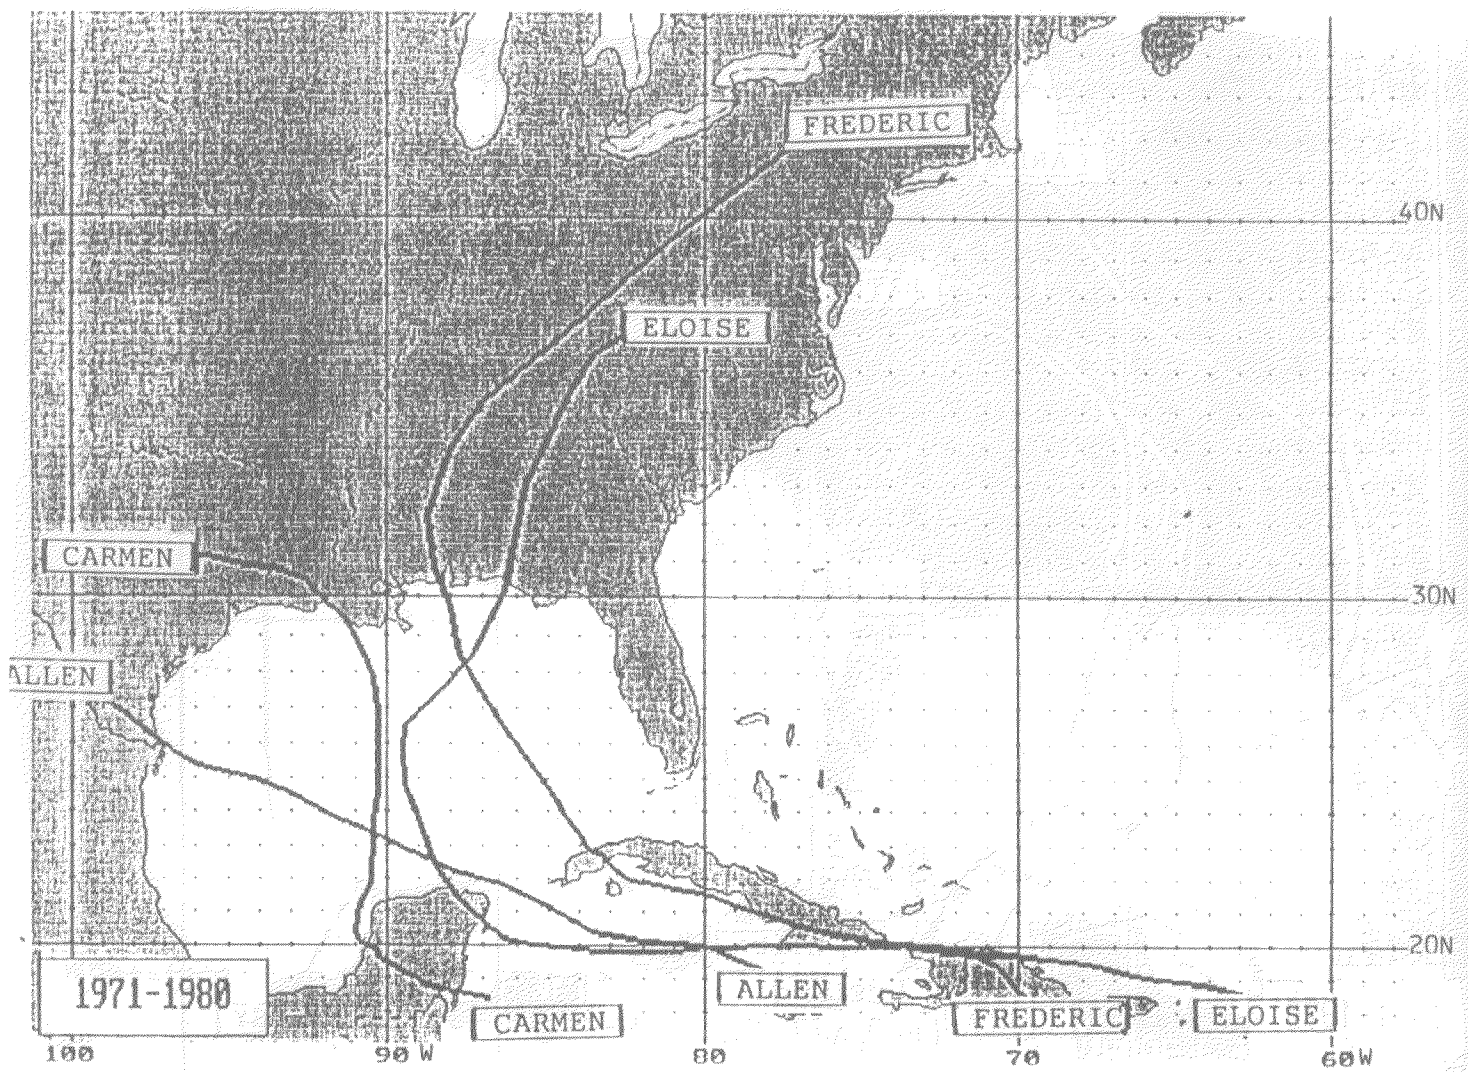 FREDERIC
40N
ELOISE
CARMEN
30N
ALLEN
20N
1971-1980
ALLEN
CARMEN
FREDERIC
ELOISE
100
90 W
80
70
60W